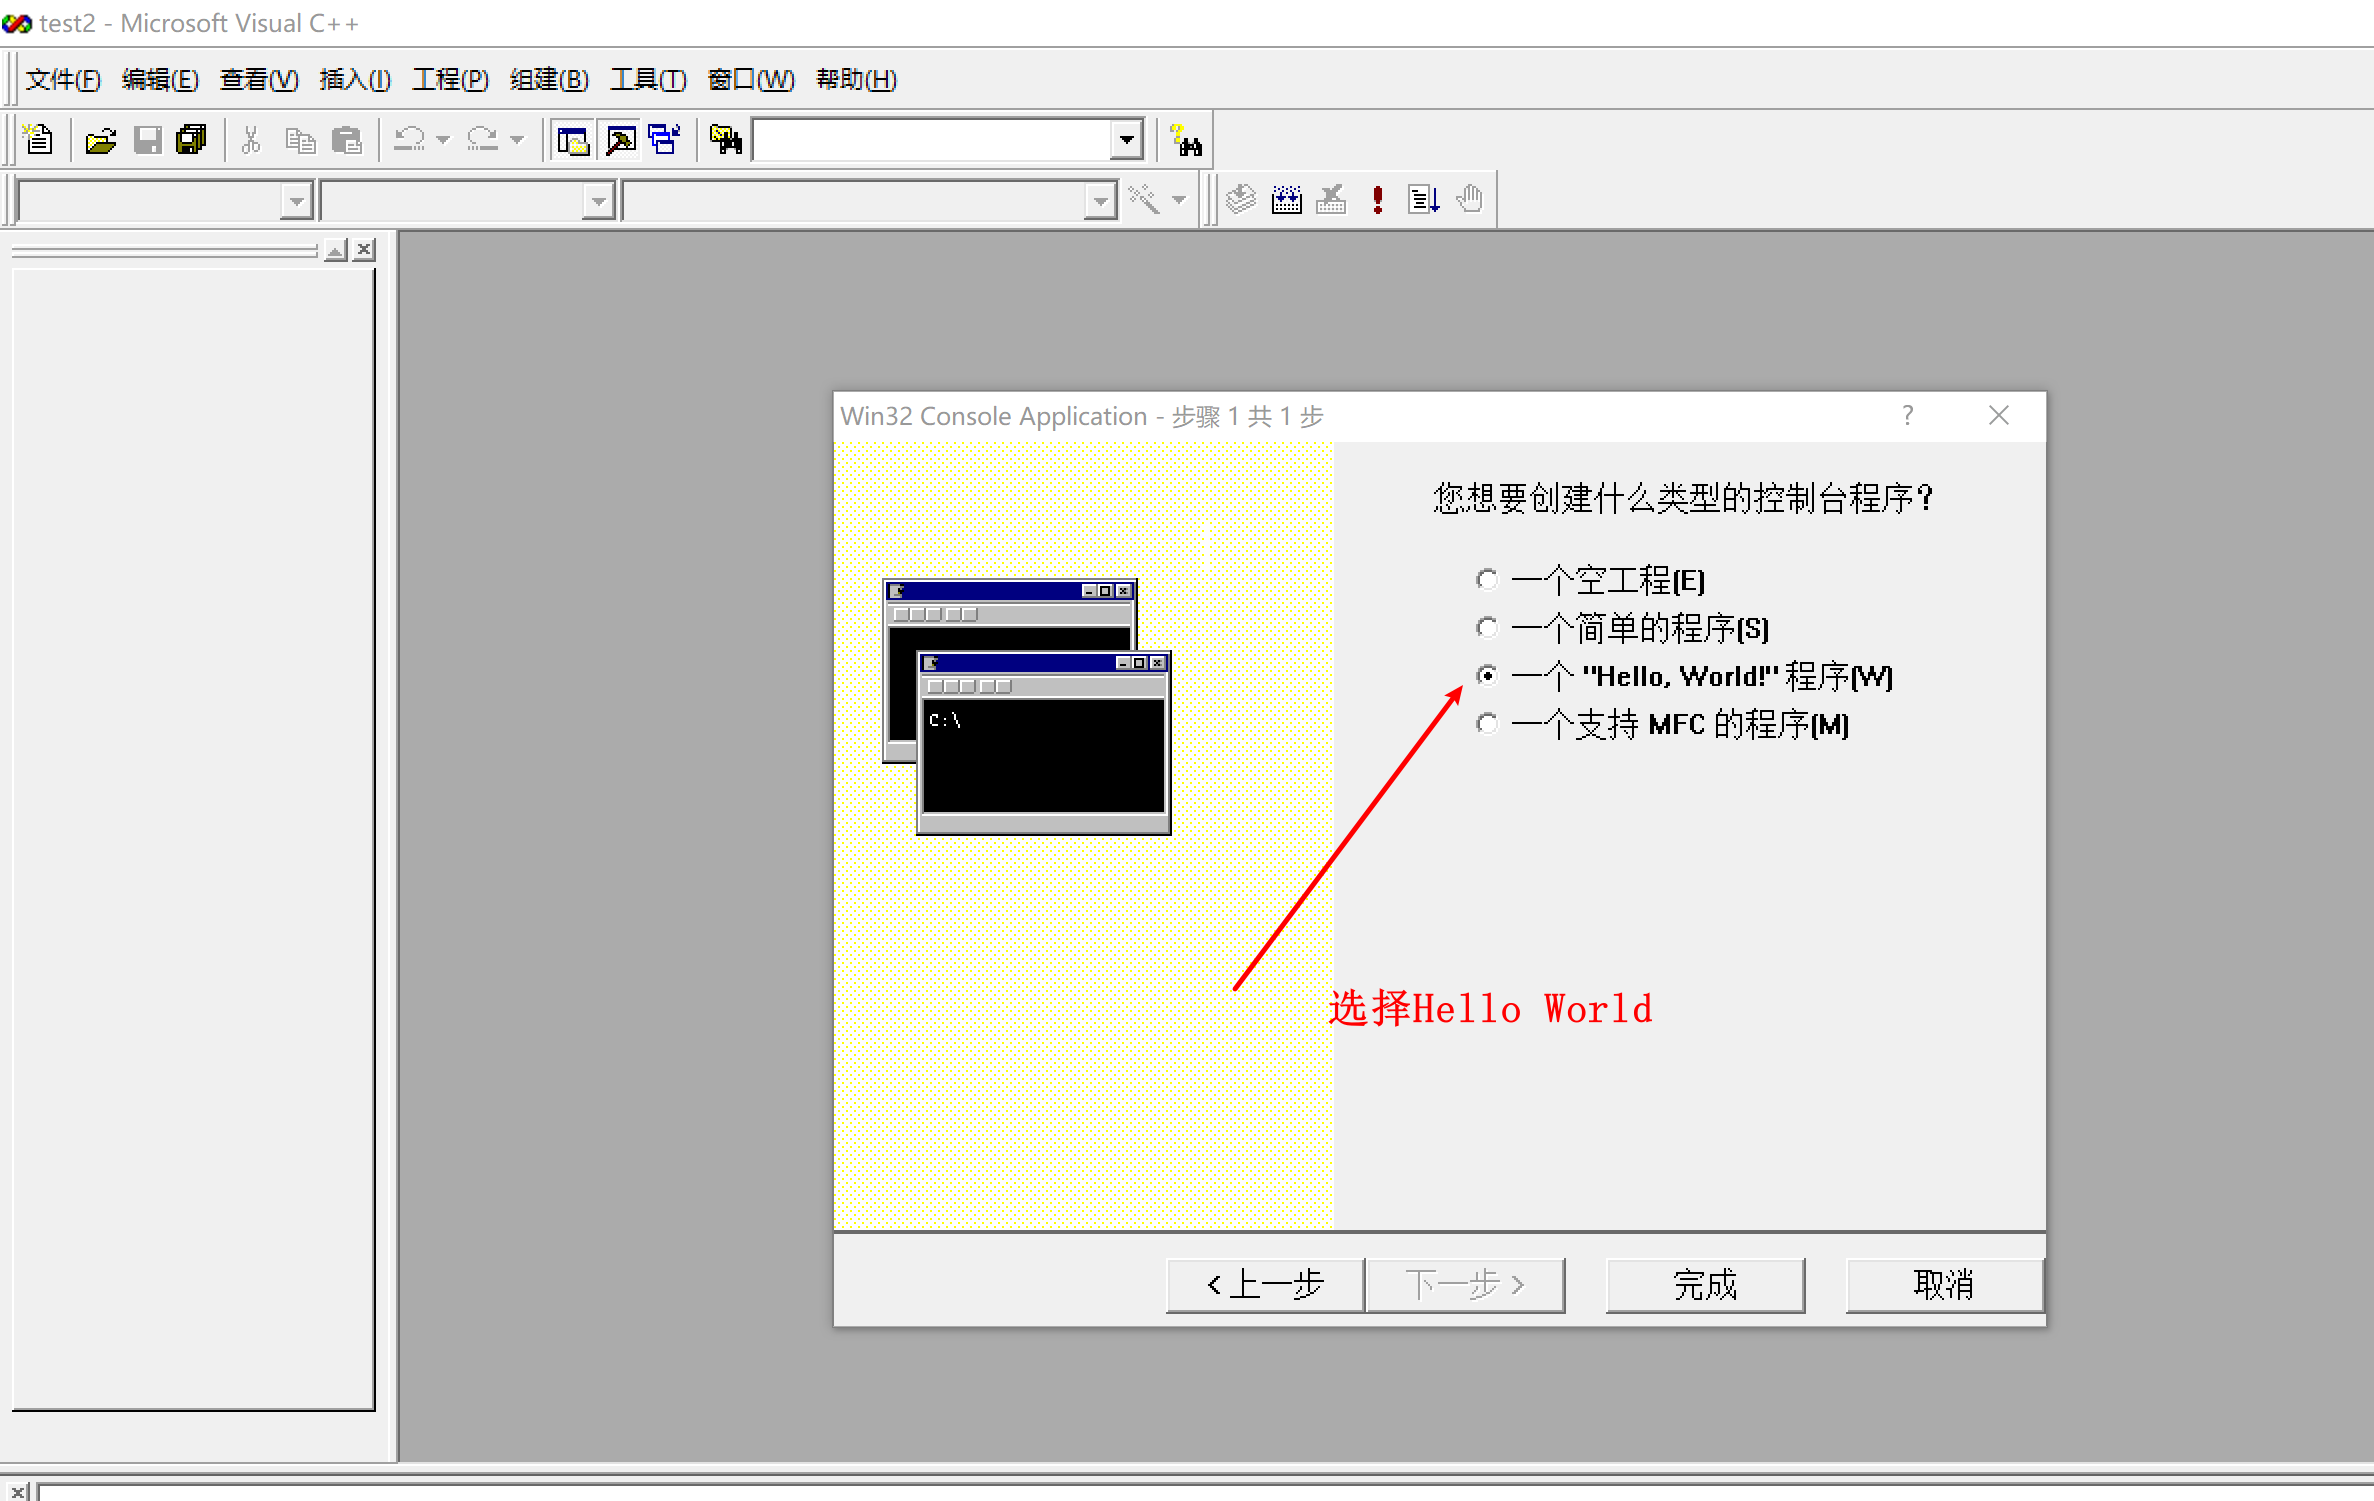 test2 - Microsoft Visual C++
文件(F) 编辑(E) 查看(V) 插入(I) 工程(P) 组建(B) 工具(T) 窗口(W) 帮助(H)
Win32 Console Application - 步骤 1 共 1 步
您想要创建什么类型的控制台程序?
一个空工程(E)
一个简单的程序(S)
一个 "Hello, World!" 程序(W)
一个支持 MFC 的程序(M)
C:\
选择Hello World
< 上一步 下一步 > 完成 取消